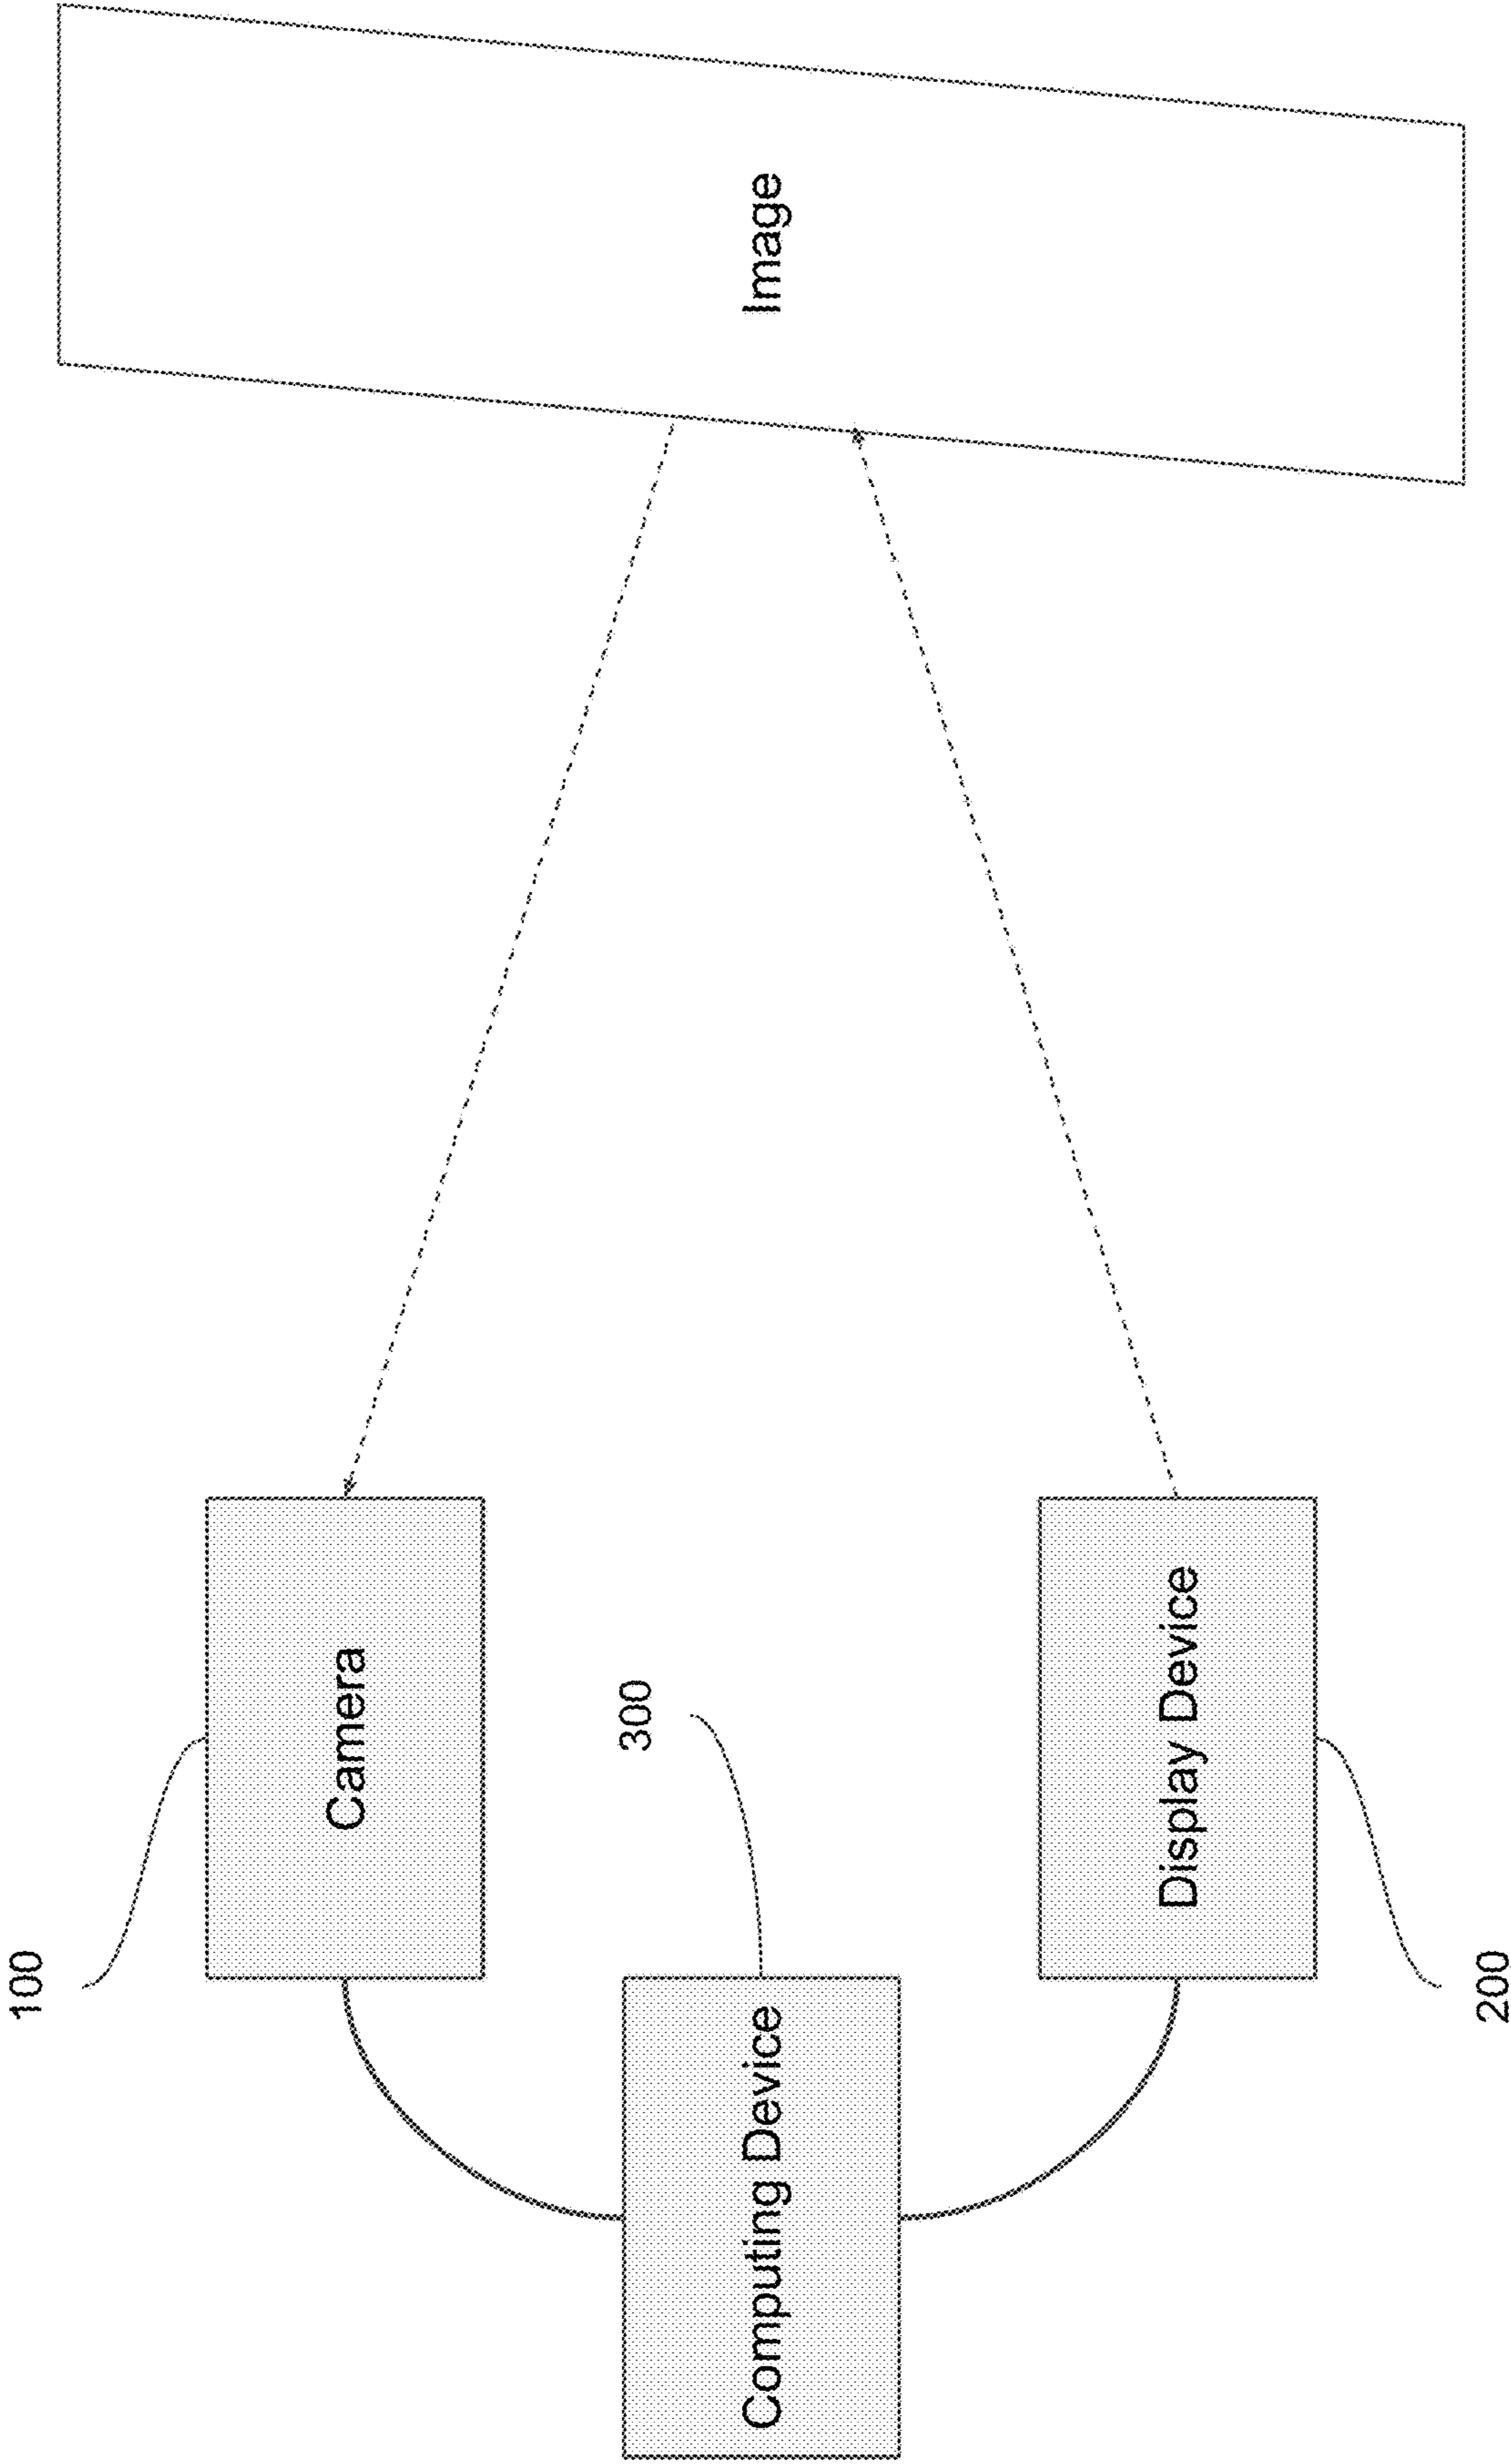 100
Camera
Image
300
Computing Device
Display Device
200